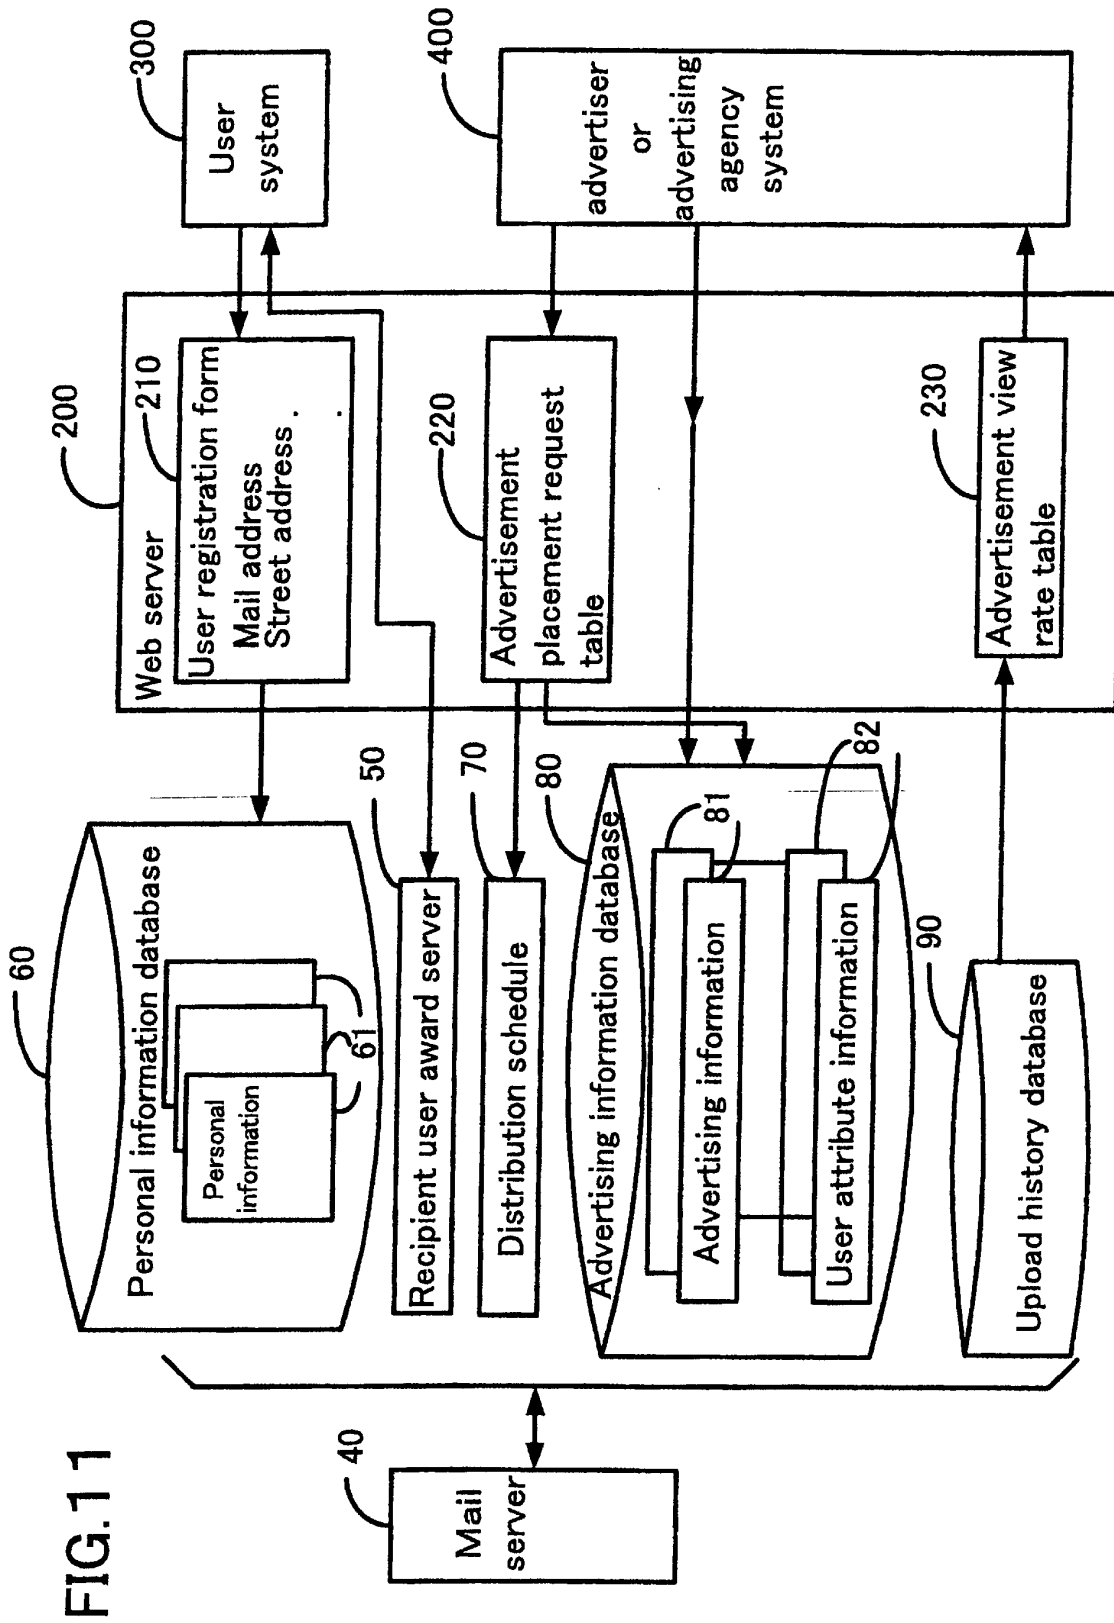 FIG.11
40
Mail
server
60
Personal information database
Personal
information
61
50
Recipient user award server
70
Distribution schedule
80
Advertising information database
81
Advertising information
82
User attribute information
90
Upload history database
200
Web server
210
User registration form
Mail address
Street address
.
.
220
Advertisement
placement request
table
230
Advertisement view
rate table
300
User
system
400
advertiser
or
advertising
agency
system